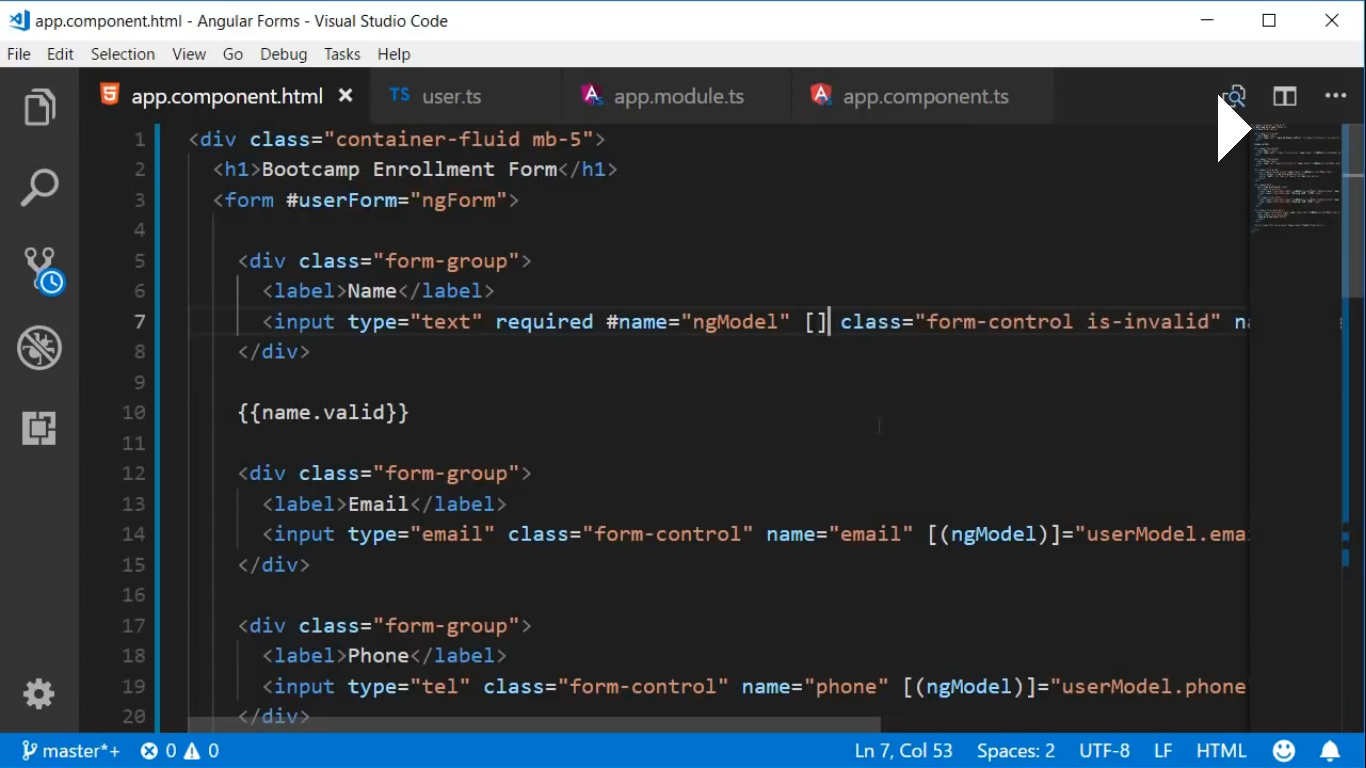 app.component.html - Angular Forms - Visual Studio Code
File Edit Selection View Go Debug Tasks Help
app.component.html TS user.ts app.module.ts app.component.ts
1 <div class="container-fluid mb-5">
2 <h1>Bootcamp Enrollment Form</h1>
3 <form #userForm="ngForm">
4
5 <div class="form-group">
6 <label>Name</label>
7 <input type="text" required #name="ngModel" [] class="form-control is-invalid"
8 </div>
9
10 {{name.valid}}
11
12 <div class="form-group">
13 <label>Email</label>
14 <input type="email" class="form-control" name="email" [(ngModel)]="userModel.emai
15 </div>
16
17 <div class="form-group">
18 <label>Phone</label>
19 <input type="tel" class="form-control" name="phone" [(ngModel)]="userModel.phone
20 </div>
master*+ 0 0 Ln 7, Col 53 Spaces: 2 UTF-8 LF HTML